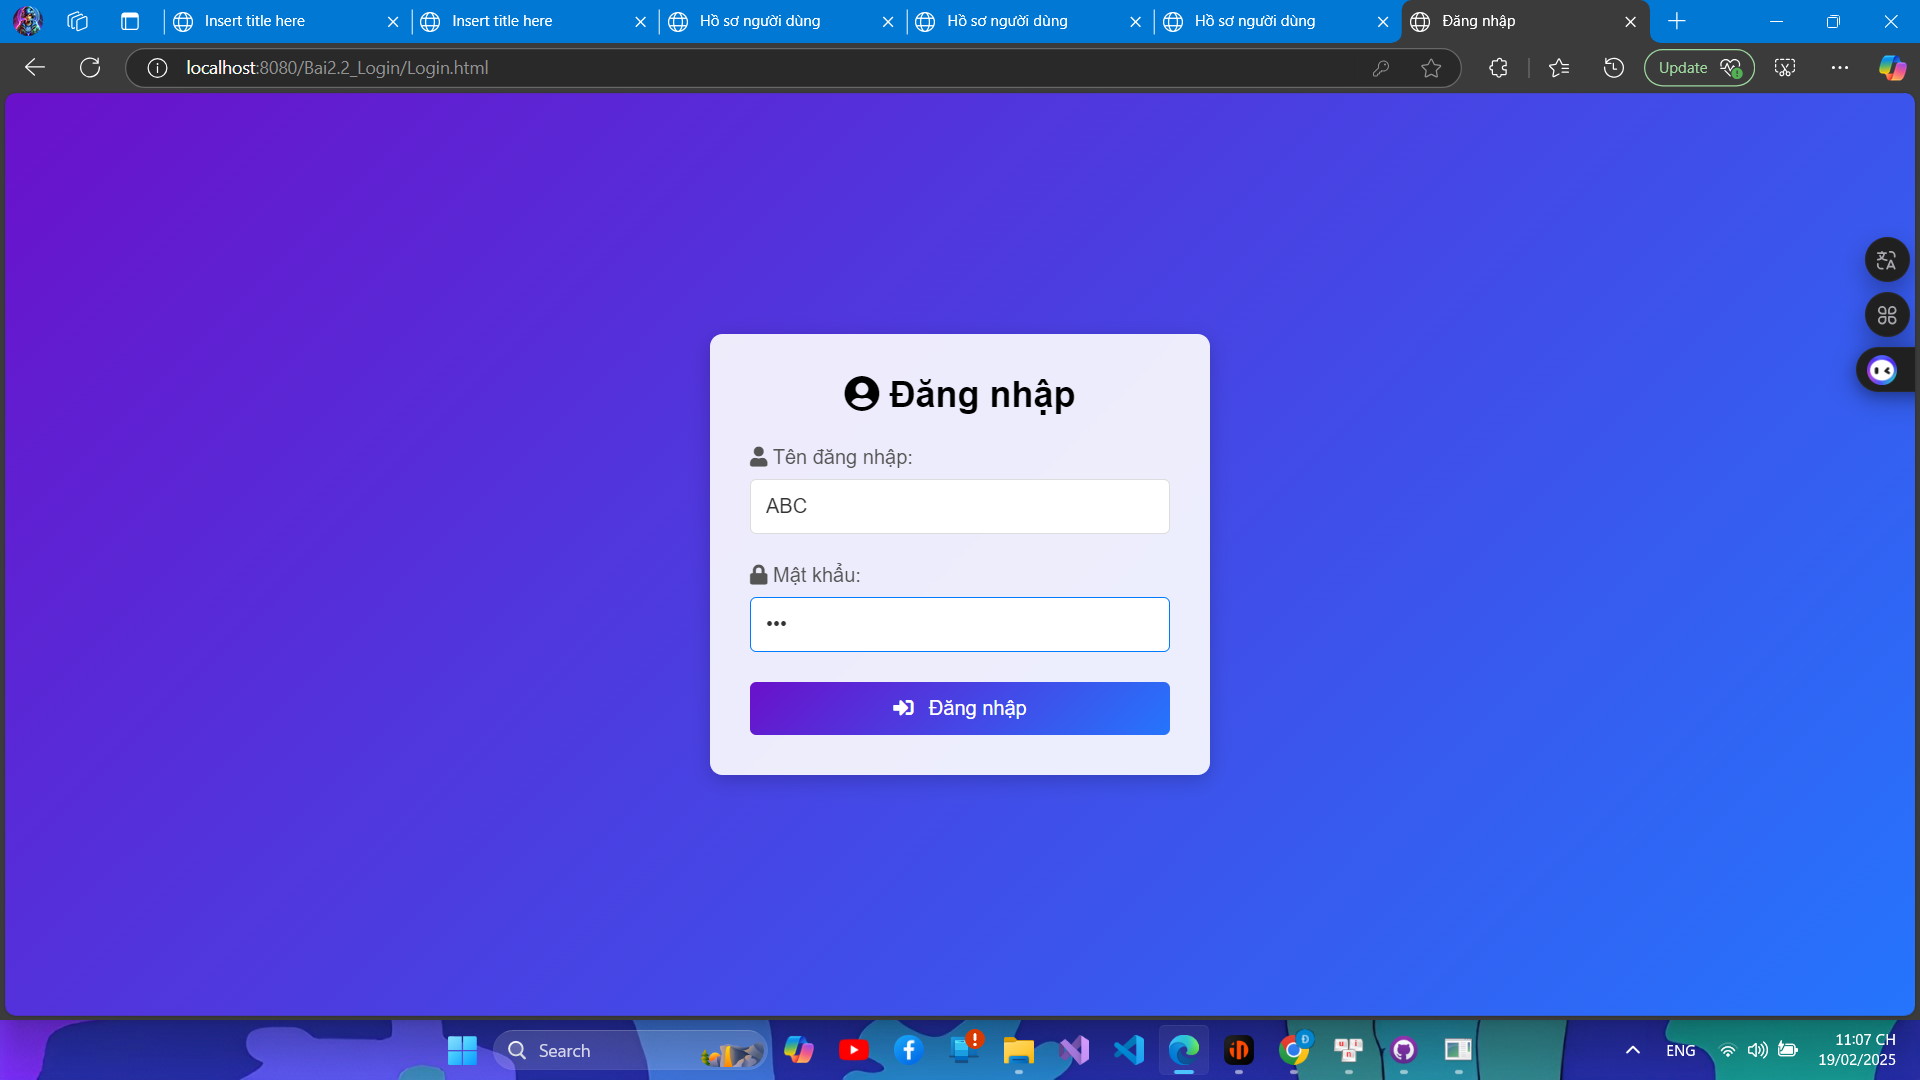 Insert title here
Insert title here
Hồ sơ người dùng
Hồ sơ người dùng
Hồ sơ người dùng
Đăng nhập
localhost:8080/Bai2.2_Login/Login.html
Update
Đăng nhập
Tên đăng nhập:
ABC
Mật khẩu:
•••
Đăng nhập
Search
Đ
ENG
11:07 CH
19/02/2025